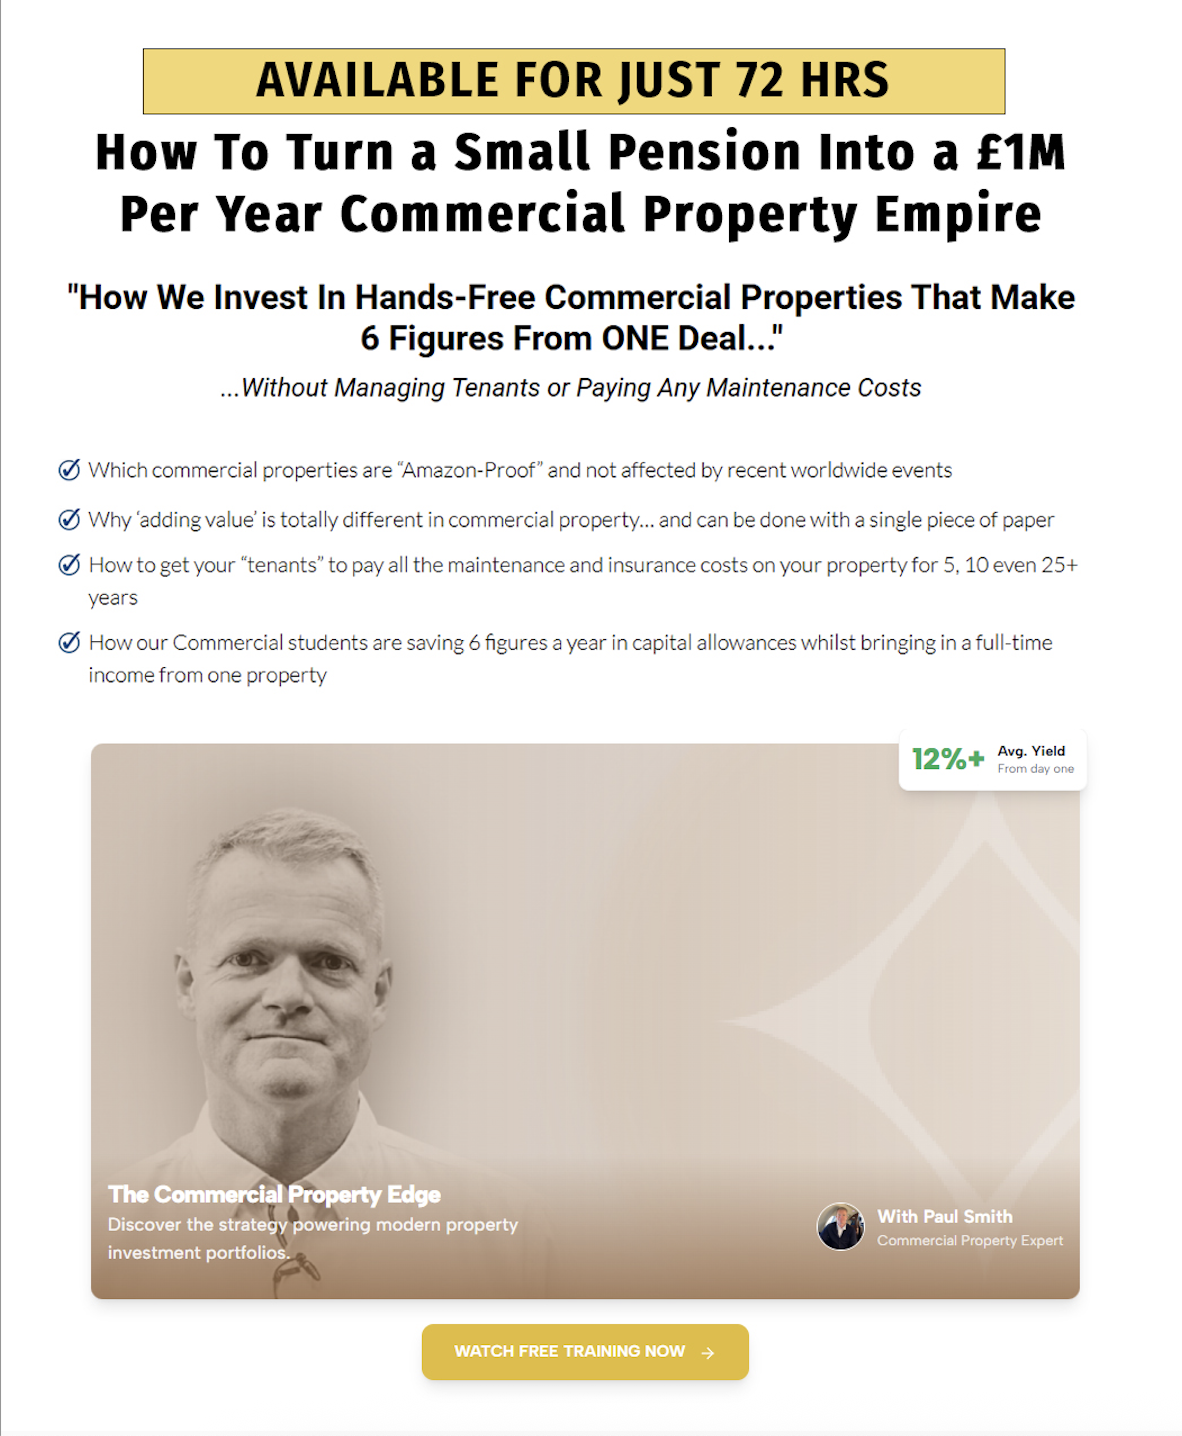 AVAILABLE FOR JUST 72 HRS
How To Turn a Small Pension Into a £1M
Per Year Commercial Property Empire
"How We Invest In Hands-Free Commercial Properties That Make
6 Figures From ONE Deal..."
...Without Managing Tenants or Paying Any Maintenance Costs
Which commercial properties are “Amazon-Proof” and not affected by recent worldwide events
Why ‘adding value’ is totally different in commercial property... and can be done with a single piece of paper
How to get your “tenants” to pay all the maintenance and insurance costs on your property for 5, 10 even 25+
years
How our Commercial students are saving 6 figures a year in capital allowances whilst bringing in a full-time
income from one property
12%+ Avg. Yield
From day one
The Commercial Property Edge
Discover the strategy powering modern property
investment portfolios.
With Paul Smith
Commercial Property Expert
WATCH FREE TRAINING NOW →